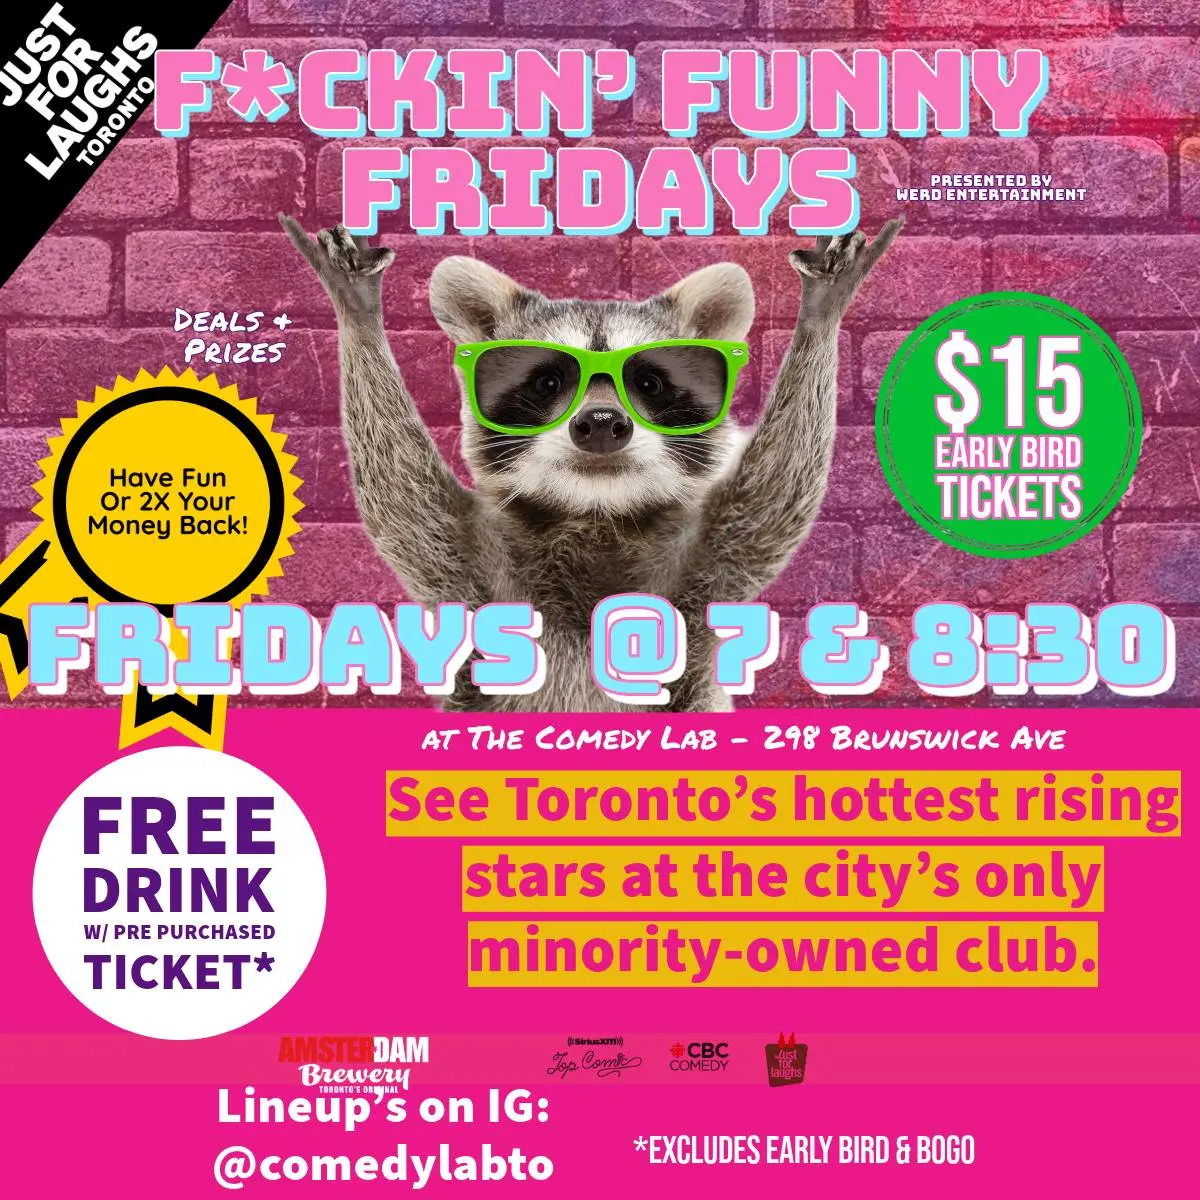 JUST
FOR
LAUGHS
TORONTO
F*CKIN' FUNNY
FRIDAYS
PRESENTED BY
WERD ENTERTAINMENT
DEALS +
PRIZES
Have Fun
Or 2X Your
Money Back!
$15
EARLY BIRD
TICKETS
FRIDAYS @ 7 & 8:30
AT THE COMEDY LAB - 298 BRUNSWICK AVE
See Toronto's hottest rising
stars at the city's only
minority-owned club.
FREE
DRINK
W/ PRE PURCHASED
TICKET*
AMSTERDAM
Brewery
TORONTO'S ORIGINAL
((SiriusXM))
Top Comic
CBC
COMEDY
Just
for
laughs
Lineup's on IG:
@comedylabto
*EXCLUDES EARLY BIRD & BOGO